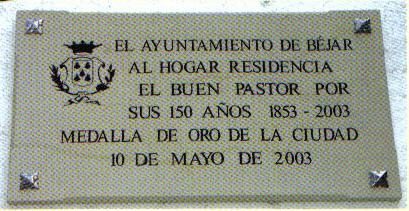 EL AYUNTAMIENTO DE BÉJAR
AL HOGAR RESIDENCIA
EL BUEN PASTOR POR
SUS 150 AÑOS 1853 - 2003
MEDALLA DE ORO DE LA CIUDAD
10 DE MAYO DE 2003